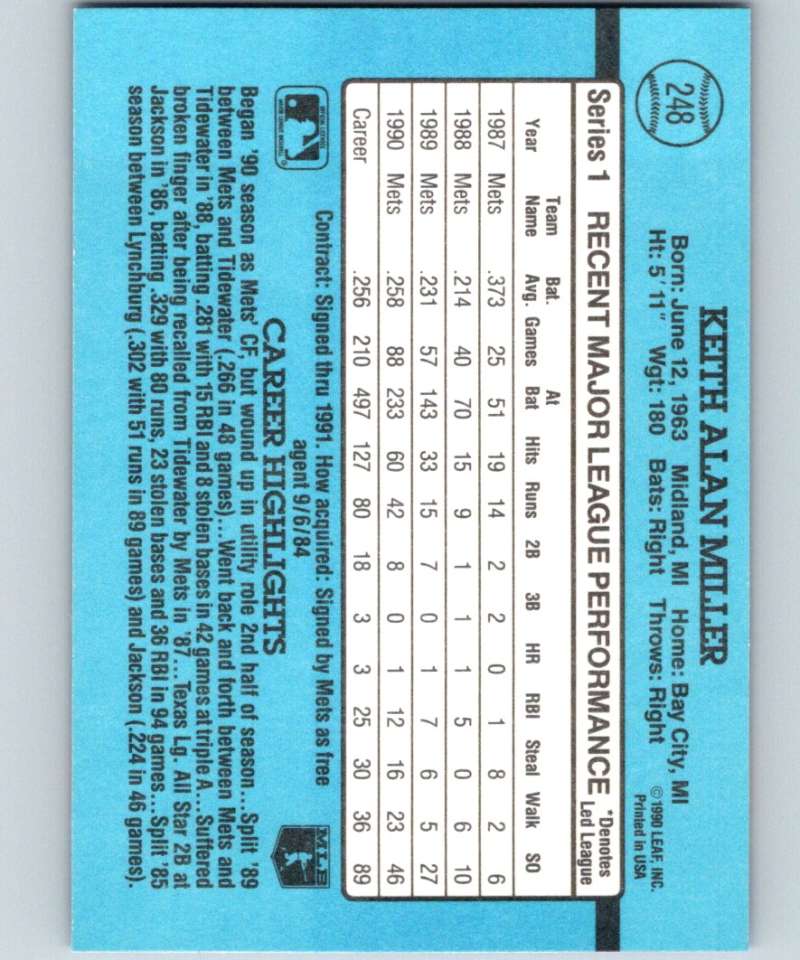 248
KEITH ALAN MILLER
Born: June 12, 1963 Midland, MI Home: Bay City, MI
Ht: 5'11" Wgt: 180 Bats: Right Throws: Right
©1990 LEAF, INC.
Printed in USA
Series 1 RECENT MAJOR LEAGUE PERFORMANCE *Denotes Led League
Year Team Name Bat. Avg. Games At Bat Hits Runs 2B 3B HR RBI Steal Walk SO
1987 Mets .373 25 51 19 14 2 2 0 1 8 2 6
1988 Mets .214 40 70 15 9 1 1 1 5 0 6 10
1989 Mets .231 57 143 33 15 7 0 1 7 6 5 27
1990 Mets .258 88 233 60 42 8 0 1 12 16 23 46
Career .256 210 497 127 80 18 3 3 25 30 36 89
Contract: Signed thru 1991. How acquired: Signed by Mets as free
agent 9/6/84
CAREER HIGHLIGHTS
MLB
Began '90 season as Mets' CF, but wound up in utility role 2nd half of season...Split '89
between Mets and Tidewater (.266 in 48 games)...Went back and forth between Mets and
Tidewater in '88, batting .281 with 15 RBI and 8 stolen bases in 42 games at triple A...Suffered
broken finger after being recalled from Tidewater by Mets in '87...Texas Lg. All Star 2B at
Jackson in '86, batting .329 with 80 runs, 23 stolen bases and 36 RBI in 94 games...Split '85
season between Lynchburg (.302 with 51 runs in 89 games) and Jackson (.224 in 46 games).